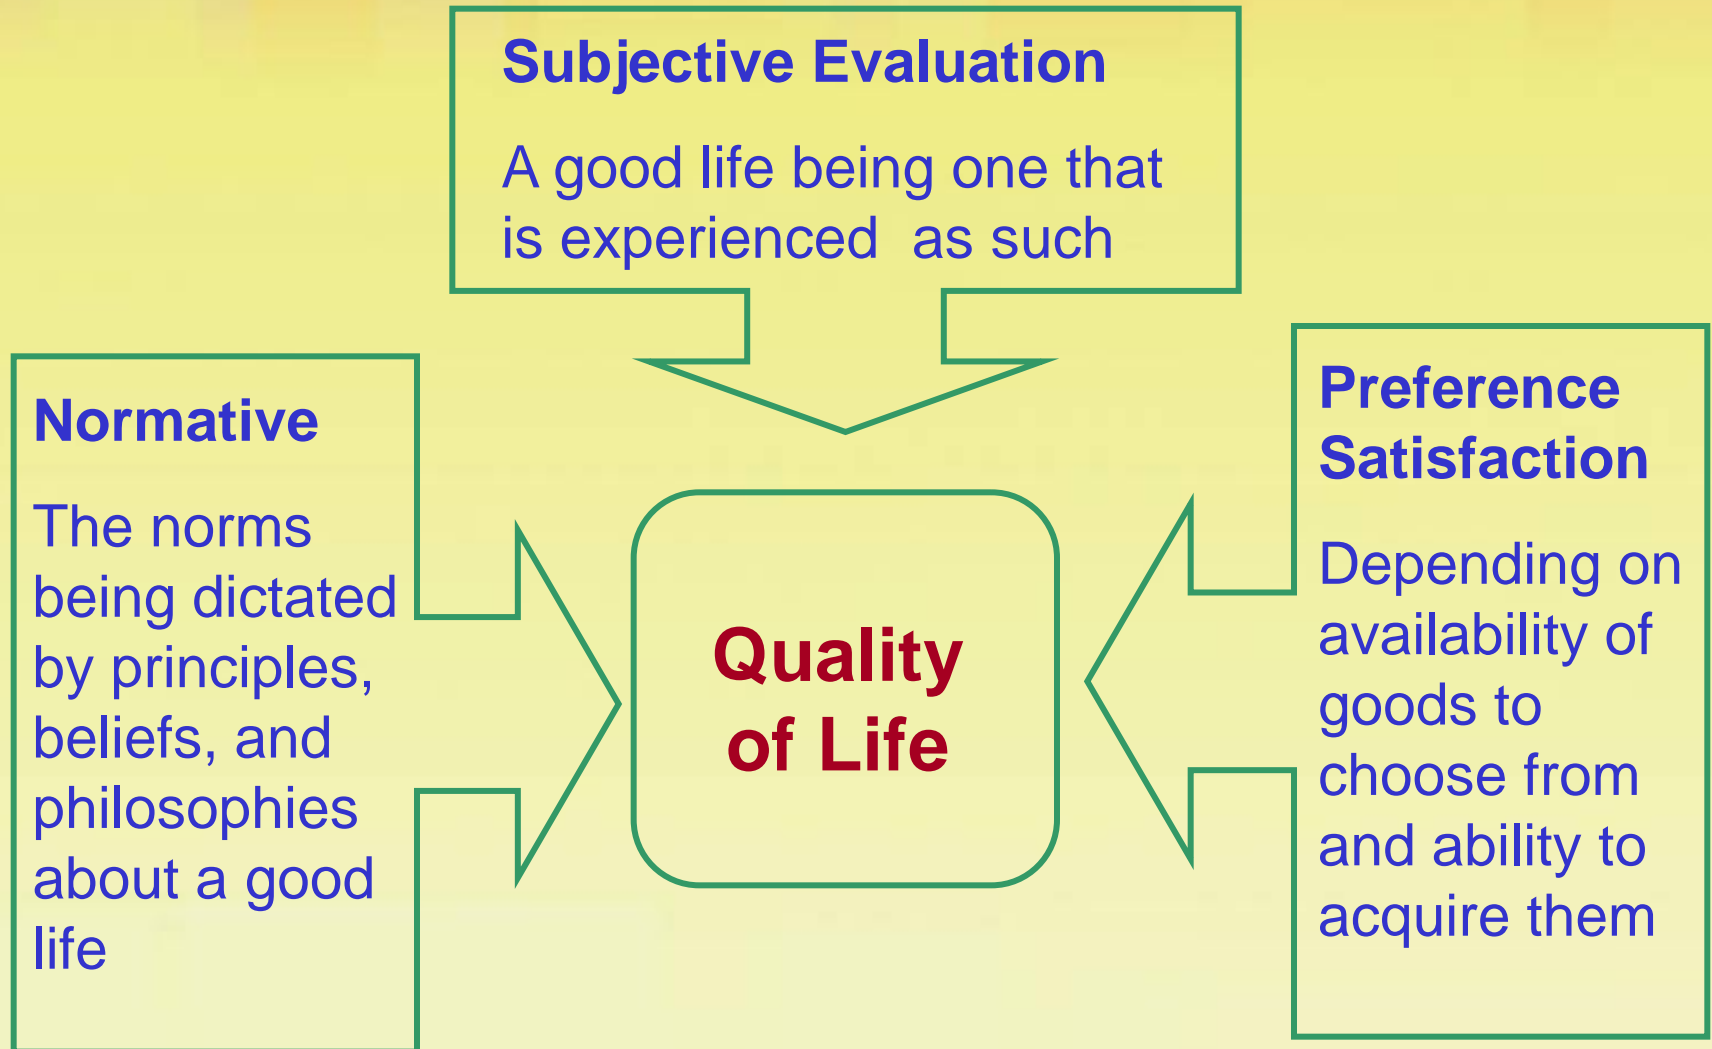 Subjective Evaluation
A good life being one that
is experienced  as such
Normative
The norms
being dictated
by principles,
beliefs, and
philosophies
about a good
life
Quality
of Life
Preference
Satisfaction
Depending on
availability of
goods to
choose from
and ability to
acquire them